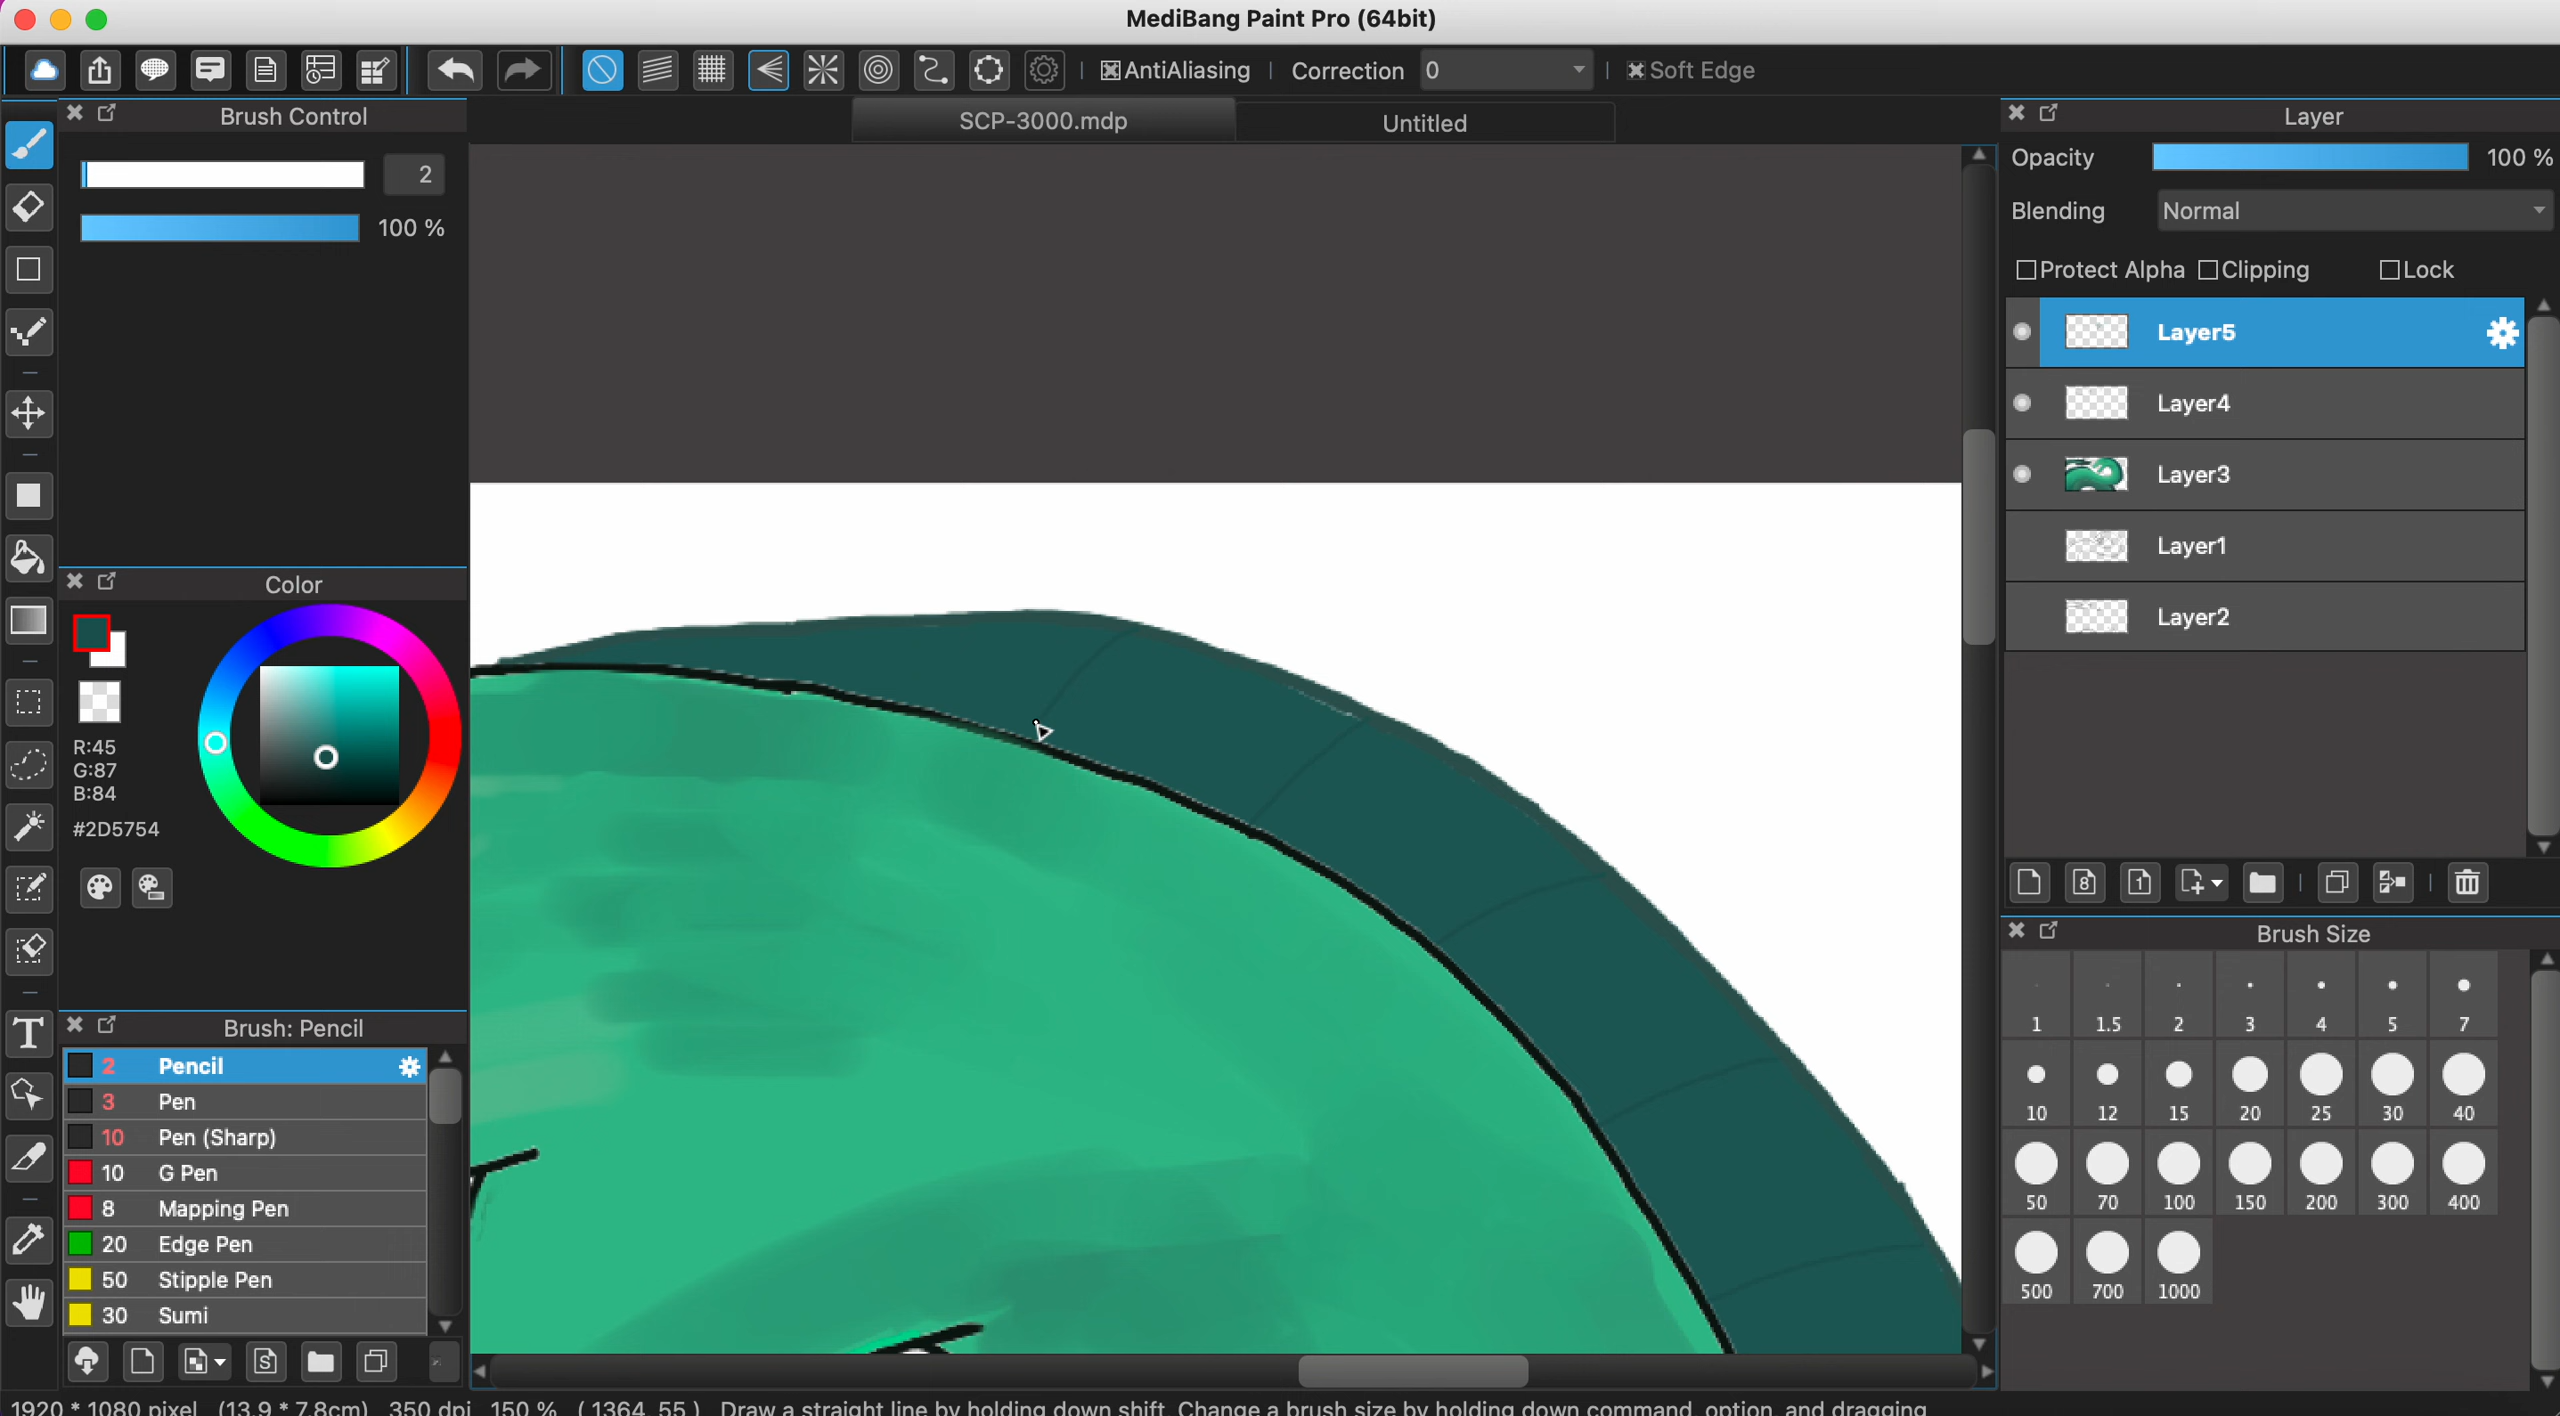 MediBang Paint Pro (64bit)
AntiAliasing
Correction 0
Soft Edge
Brush Control
SCP-3000.mdp
Untitled
Layer
2
100 %
Opacity 100 %
Blending Normal
Protect Alpha Clipping Lock
Layer5
Layer4
Layer3
Layer1
Layer2
Color
R:45
G:87
B:84
#2D5754
8
1
Brush Size
1 1.5 2 3 4 5 7
10 12 15 20 25 30 40
50 70 100 150 200 300 400
500 700 1000
T
Brush: Pencil
2 Pencil
3 Pen
10 Pen (Sharp)
10 G Pen
8 Mapping Pen
20 Edge Pen
50 Stipple Pen
30 Sumi
S
1920 * 1080 pixel (13.9 * 7.8cm) 350 dpi 150 % ( 1364, 55 ) Draw a straight line by holding down shift, Change a brush size by holding down command, option, and dragging